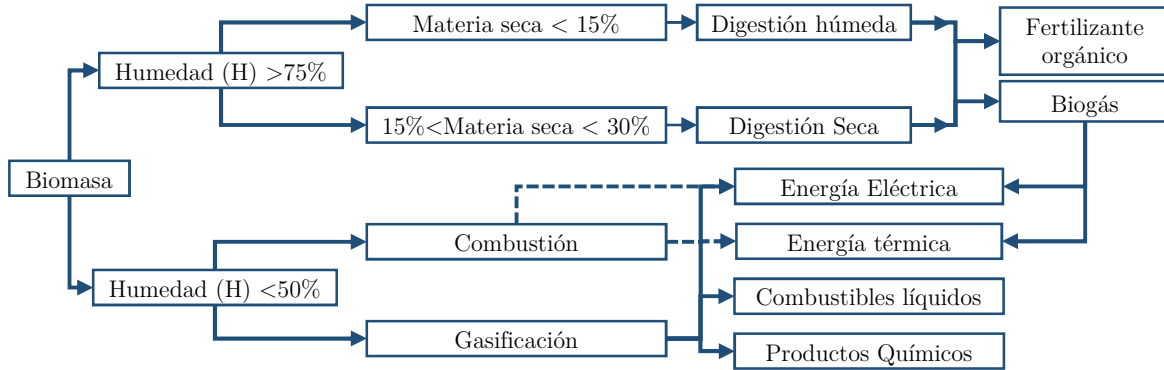 Materia seca < 15%
Digestión húmeda
Fertilizante
orgánico
Humedad (H) >75%
Biogás
15%<Materia seca < 30%
Digestión Seca
Biomasa
Energía Eléctrica
Combustión
Energía térmica
Humedad (H) <50%
Combustibles líquidos
Gasificación
Productos Químicos